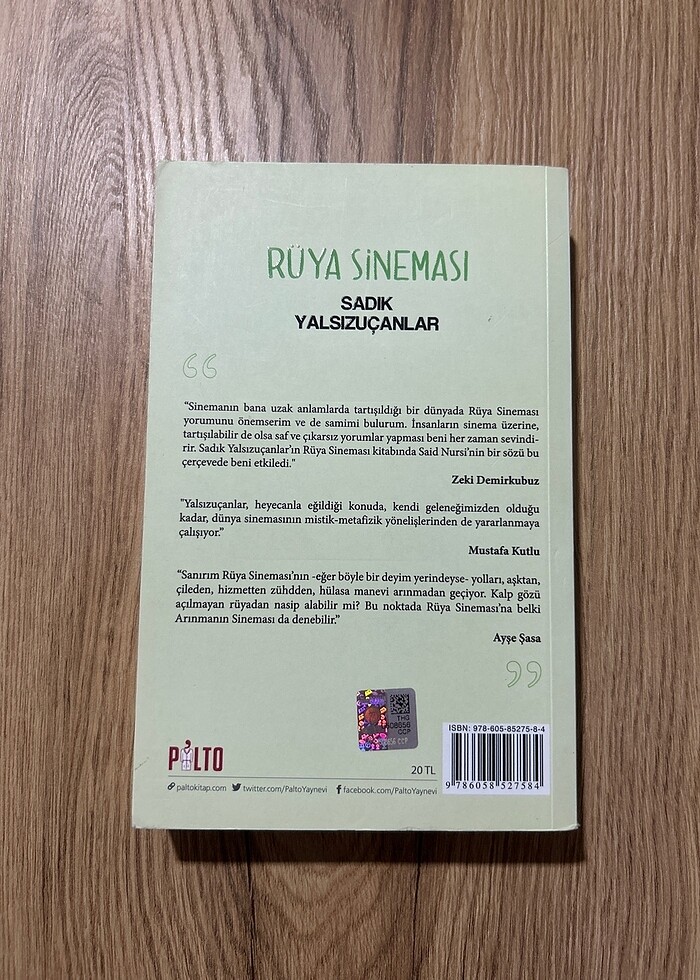 RÜYA SİNEMASI
SADIK
YALSIZUÇANLAR
“
“Sinemanın bana uzak anlamlarda tartışıldığı bir dünyada Rüya Sineması
yorumunu önemserim ve de samimi bulurum. İnsanların sinema üzerine,
tartışılabilir de olsa saf ve çıkarsız yorumlar yapması beni her zaman sevindi-
rir. Sadık Yalsızuçanlar’ın Rüya Sineması kitabında Said Nursi’nin bir sözü bu
çerçevede beni etkiledi."
Zeki Demirkubuz
"Yalsızuçanlar, heyecanla eğildiği konuda, kendi geleneğimizden olduğu
kadar, dünya sinemasının mistik-metafizik yönelişlerinden de yararlanmaya
çalışıyor.”
Mustafa Kutlu
“Sanırım Rüya Sineması’nın -eğer böyle bir deyim yerindeyse- yolları, aşktan,
çileden, hizmetten zühdden, hülasa manevi arınmadan geçiyor. Kalp gözü
açılmayan rüyadan nasip alabilir mi? Bu noktada Rüya Sineması’na belki
Arınmanın Sineması da denebilir.”
Ayşe Şasa
”
THG
08656
CCP
PALTO
20 TL
paltokitap.com twitter.com/PaltoYaynevi facebook.com/PaltoYaynevi
ISBN: 978-605-85275-8-4
9 786058 527584